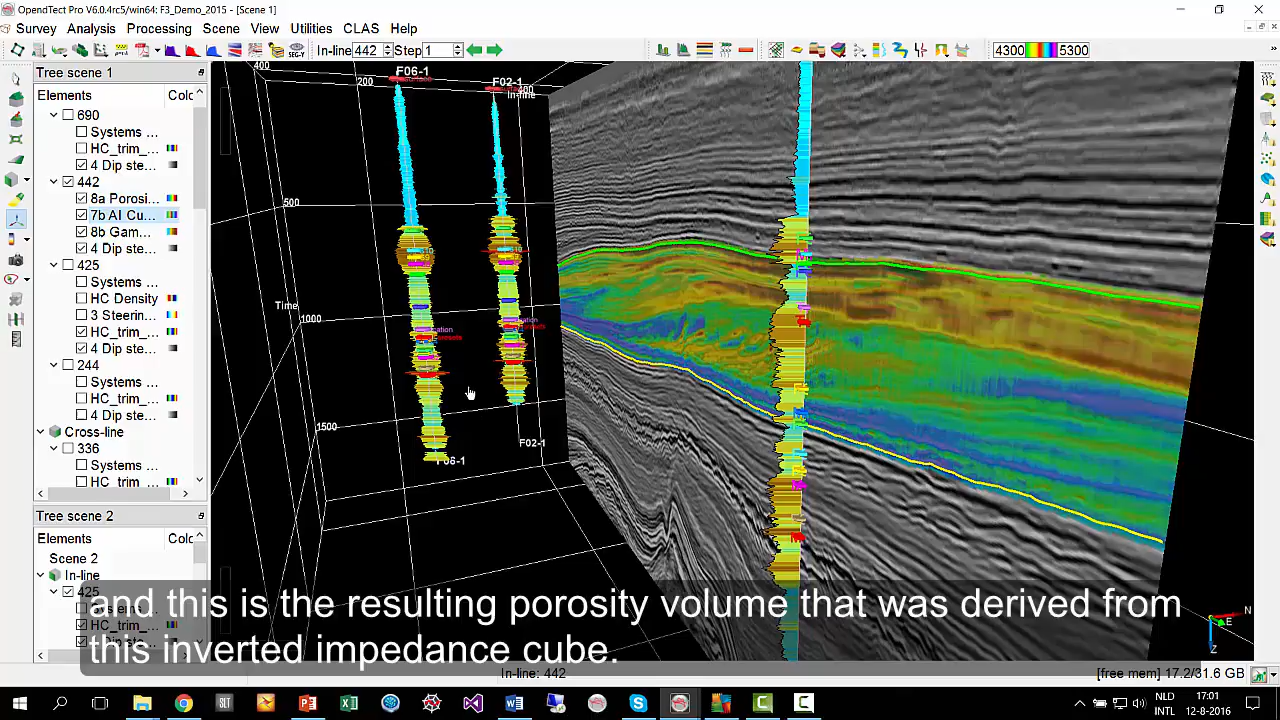 OpendTect Pro V6.0.4rc5/win64: F3_Demo_2015 - [Scene 1]
Survey Analysis Processing Scene View Utilities CLAS Help
In-line 442 Step 1 4300 5300
Tree scene 1
Elements Colo
690
Systems ...
HC_trim_...
4 Dip ste...
442
8a Porosi...
7b AI Cu...
8b Gam...
4 Dip ste...
425
Systems ...
HC Density
3 Steerin...
HC_trim_...
4 Dip ste...
244
Systems ...
HC_trim_...
4 Dip ste...
Cross-line
336
Systems ...
HC_trim_...
Tree scene 2
Elements Colo
Scene 2
In-line
425
400
200
F06-1
F02-1
In-line
500
Time
1000
1500
F02-1
F06-1
N
E
Z
and this is the resulting porosity volume that was derived from
this inverted impedance cube.
In-line: 442
[free mem] 17.2/31.6 GB
NLD 17:01
INTL 12-8-2016